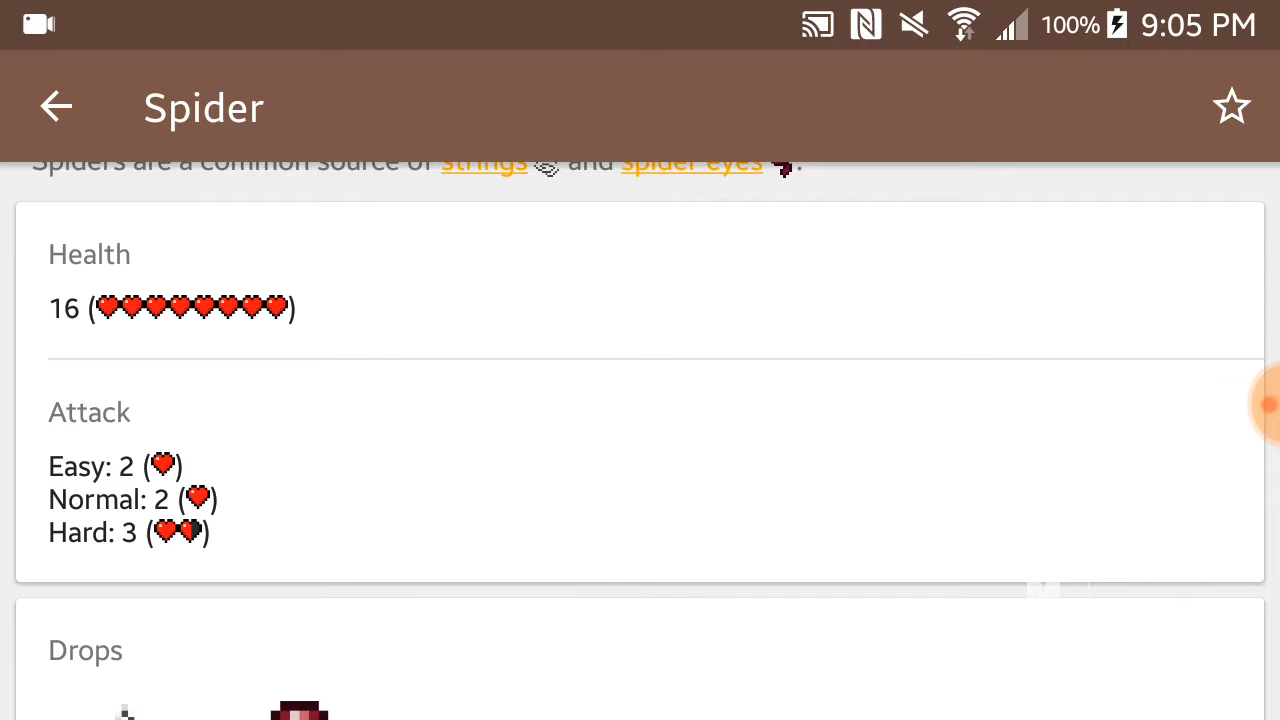 100% 9:05 PM
Spider
Spiders are a common source of strings and spider eyes .
Health
16 ( )
Attack
Easy: 2 ( )
Normal: 2 ( )
Hard: 3 ( )
Drops